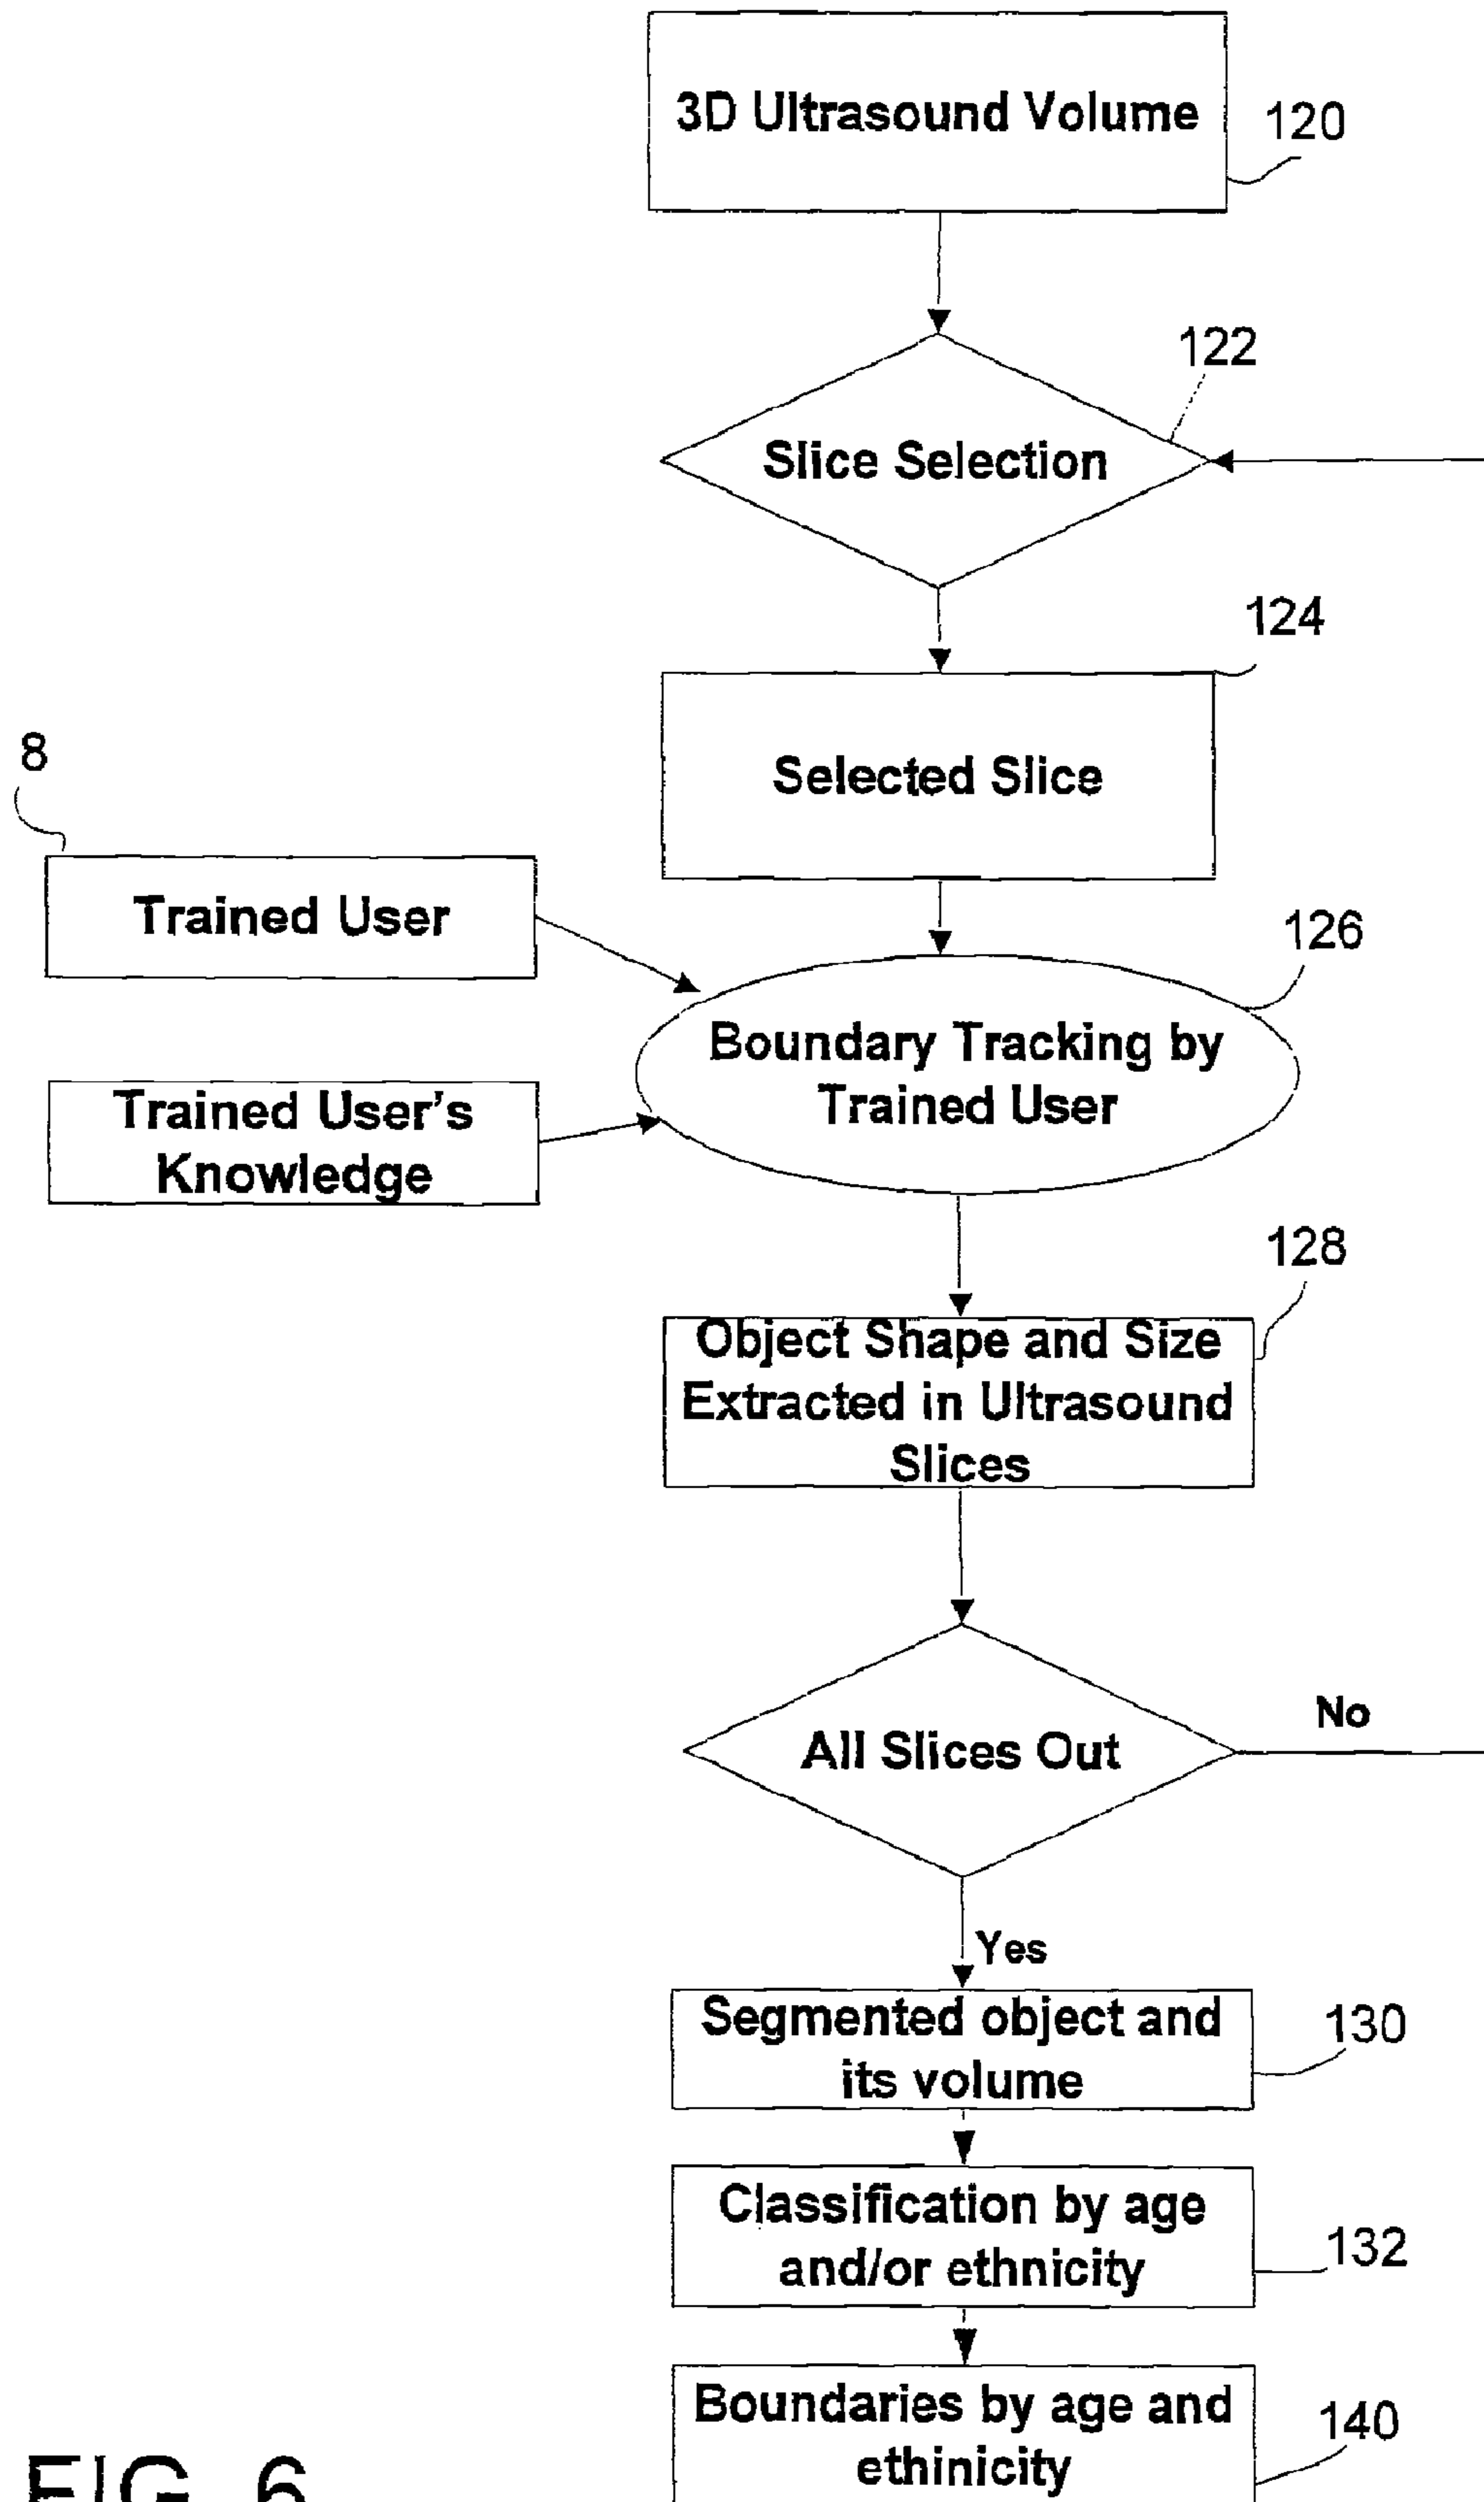 3D Ultrasound Volume
120
122
Slice Selection
124
Selected Slice
8
Trained User
126
Boundary Tracking by
Trained User
Trained User's
Knowledge
128
Object Shape and Size
Extracted in Ultrasound
Slices
All Slices Out
No
Yes
Segmented object and
its volume
130
Classification by age
and/or ethnicity
132
Boundaries by age and
ethinicity
140
FIG. 6